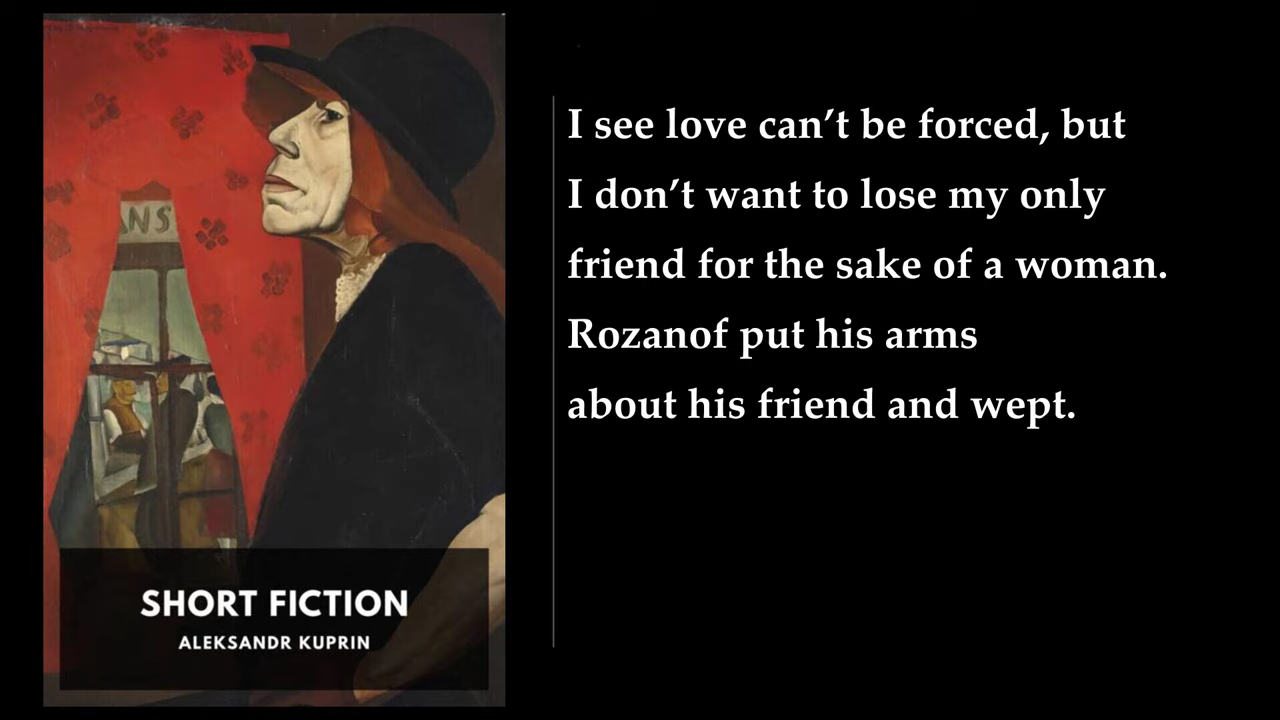 ANS
SHORT FICTION
ALEKSANDR KUPRIN
I see love can’t be forced, but
I don’t want to lose my only
friend for the sake of a woman.
Rozanof put his arms
about his friend and wept.